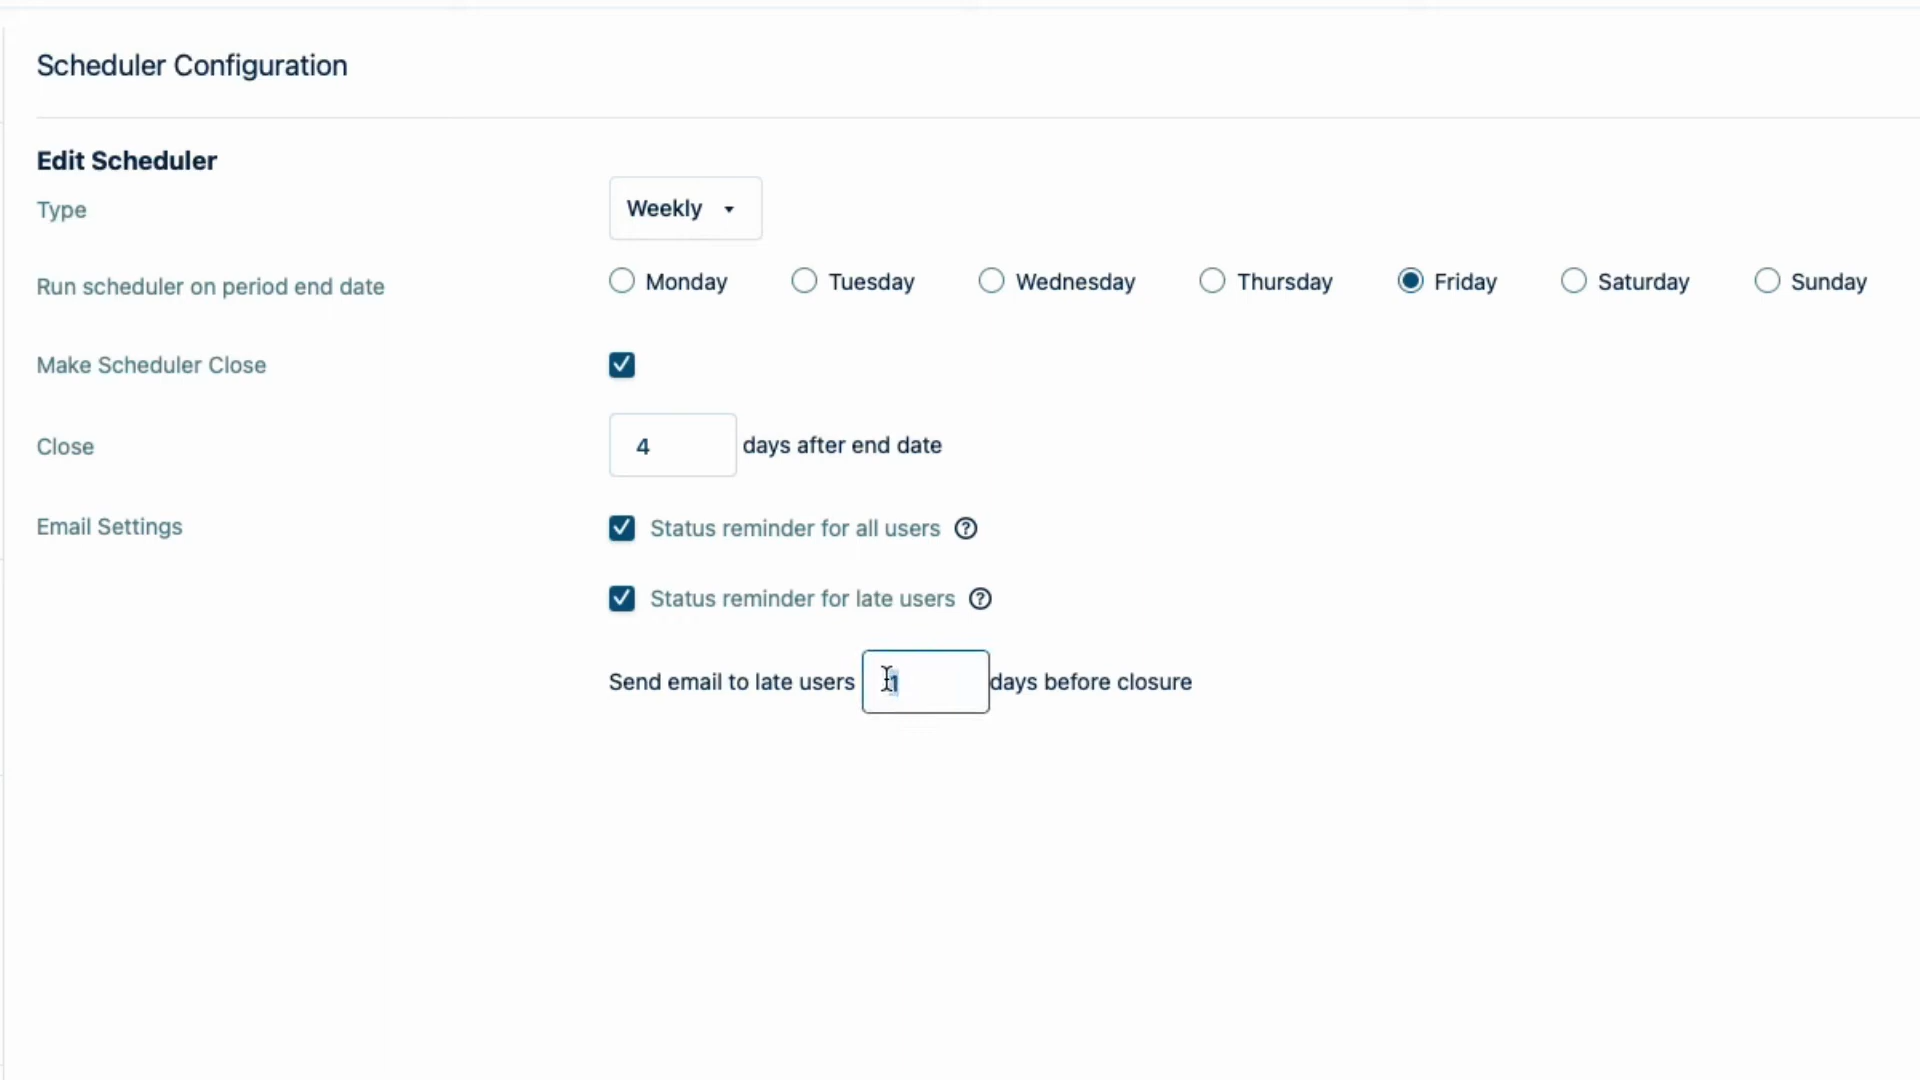 Scheduler Configuration
Edit Scheduler
Type
Weekly
Run scheduler on period end date
Monday Tuesday Wednesday Thursday Friday Saturday Sunday
Make Scheduler Close
Close
4 days after end date
Email Settings
Status reminder for all users ?
Status reminder for late users ?
Send email to late users 1 days before closure